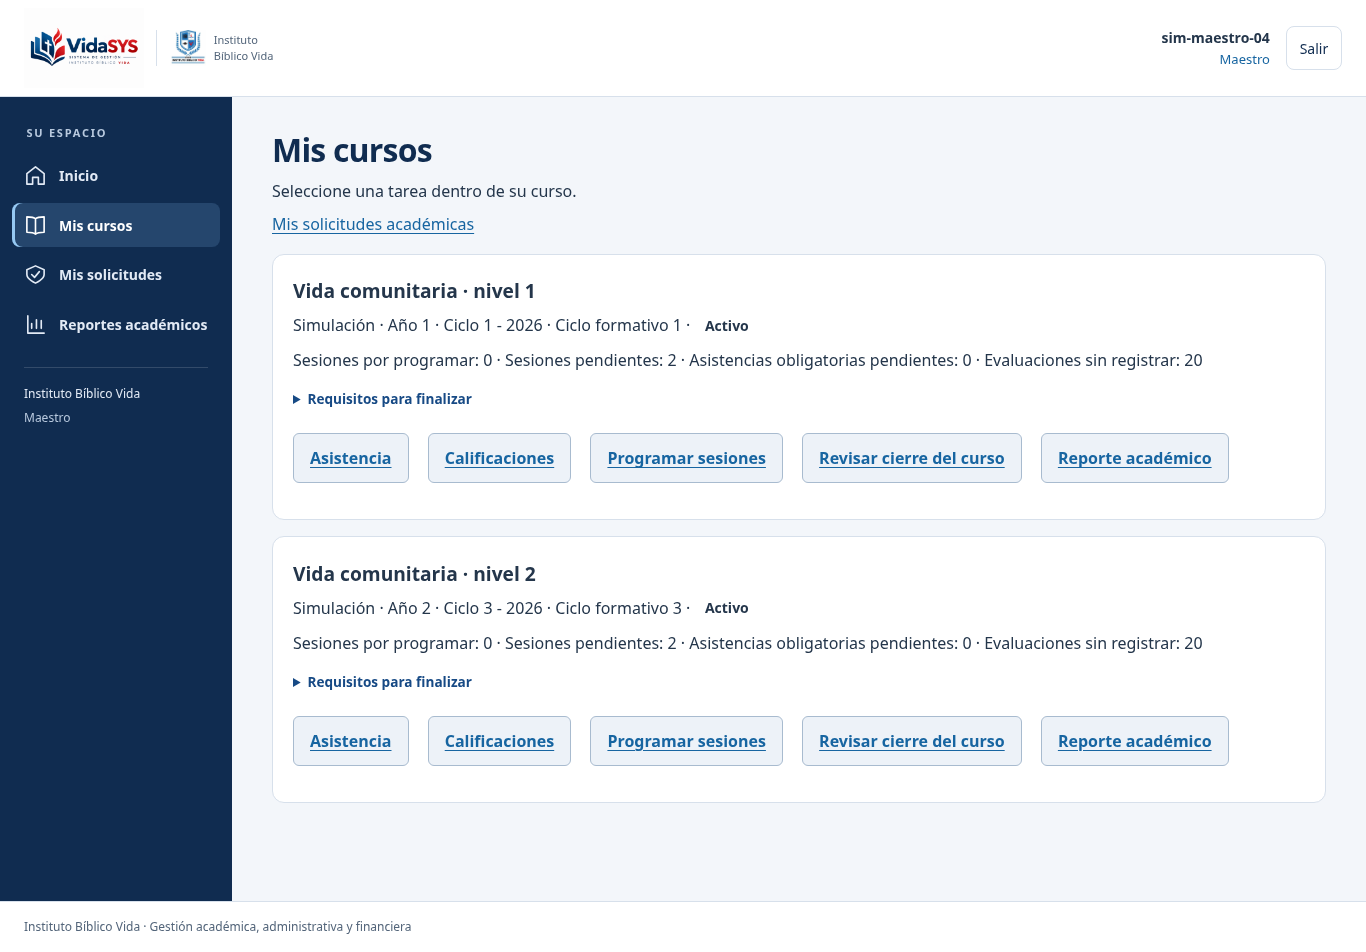 VidaSYS
SISTEMA DE GESTIÓN
INSTITUTO BÍBLICO VIDA
Instituto
Bíblico Vida
sim-maestro-04
Maestro
Salir
SU ESPACIO
Inicio
Mis cursos
Mis solicitudes
Reportes académicos
Instituto Bíblico Vida
Maestro
Mis cursos
Seleccione una tarea dentro de su curso.
Mis solicitudes académicas
Vida comunitaria · nivel 1
Simulación · Año 1 · Ciclo 1 - 2026 · Ciclo formativo 1 · Activo
Sesiones por programar: 0 · Sesiones pendientes: 2 · Asistencias obligatorias pendientes: 0 · Evaluaciones sin registrar: 20
Requisitos para finalizar
Asistencia Calificaciones Programar sesiones Revisar cierre del curso Reporte académico
Vida comunitaria · nivel 2
Simulación · Año 2 · Ciclo 3 - 2026 · Ciclo formativo 3 · Activo
Sesiones por programar: 0 · Sesiones pendientes: 2 · Asistencias obligatorias pendientes: 0 · Evaluaciones sin registrar: 20
Requisitos para finalizar
Asistencia Calificaciones Programar sesiones Revisar cierre del curso Reporte académico
Instituto Bíblico Vida · Gestión académica, administrativa y financiera